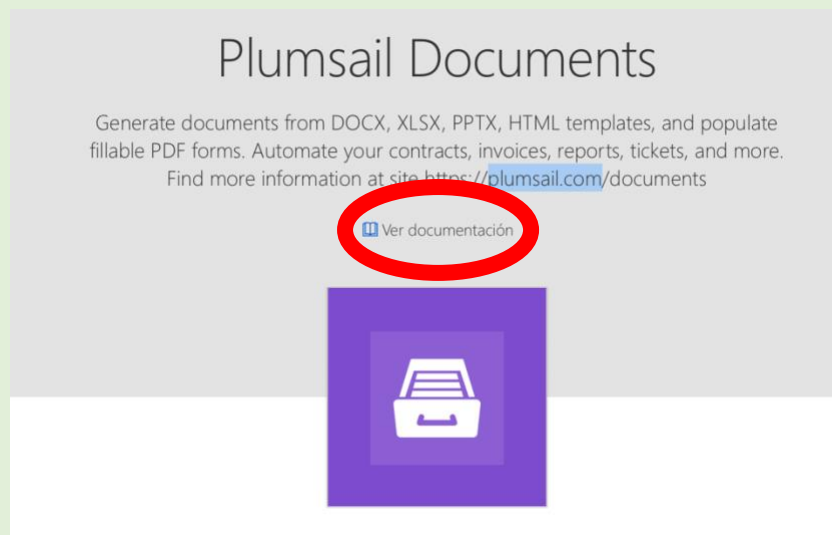 Plumsail Documents
Generate documents from DOCX, XLSX, PPTX, HTML templates, and populate
fillable PDF forms. Automate your contracts, invoices, reports, tickets, and more.
Find more information at site https://plumsail.com/documents
Ver documentación